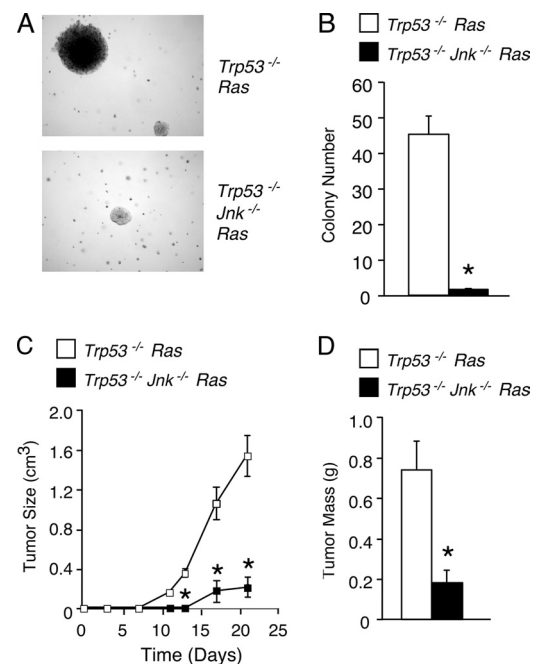 A
Trp53 -/-
Ras
Trp53 -/-
Jnk -/-
Ras
B
Trp53 -/- Ras
Trp53 -/- Jnk -/- Ras
Colony Number
60
50
40
30
20
10
0
*
C
Trp53 -/- Ras
Trp53 -/- Jnk -/- Ras
Tumor Size (cm3)
2.0
1.6
1.2
0.8
0.4
0
*
*
*
0
5
10
15
20
25
Time (Days)
D
Trp53 -/- Ras
Trp53 -/- Jnk -/- Ras
Tumor Mass (g)
1.0
0.8
0.6
0.4
0.2
0
*